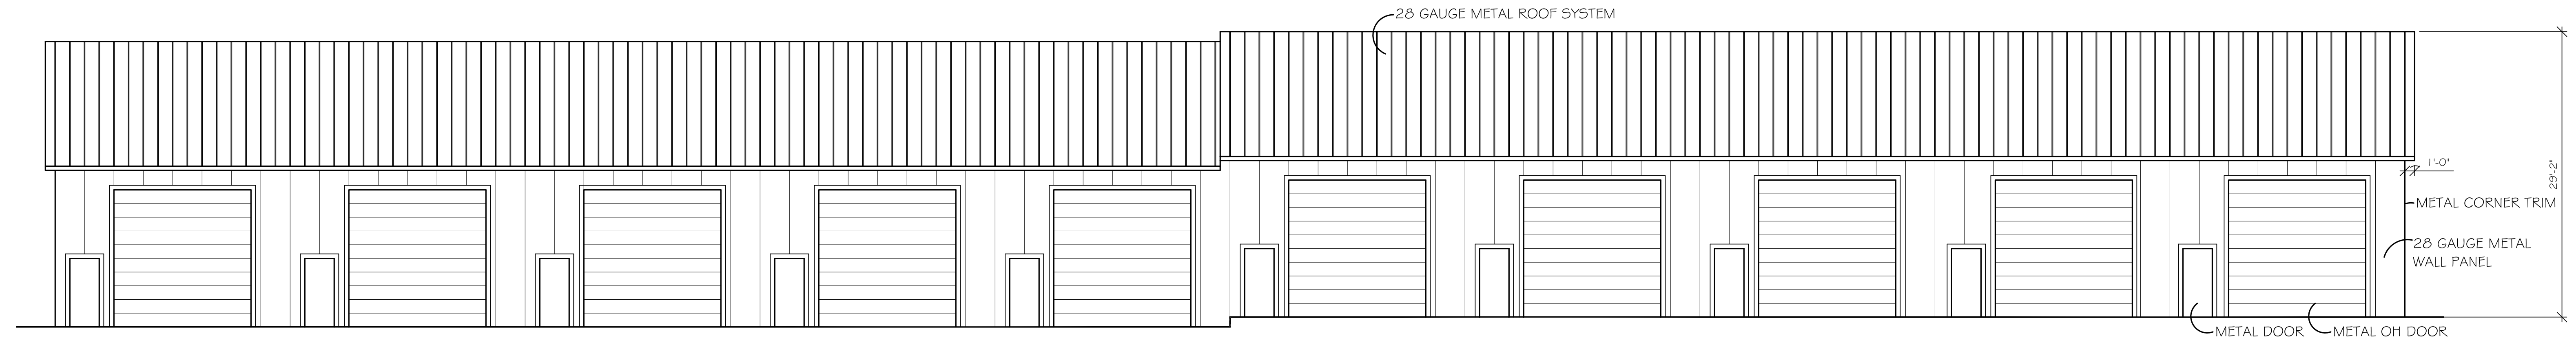 28 GAUGE METAL ROOF SYSTEM
1'-0"
29'-2"
METAL CORNER TRIM
28 GAUGE METAL
WALL PANEL
METAL DOOR
METAL OH DOOR